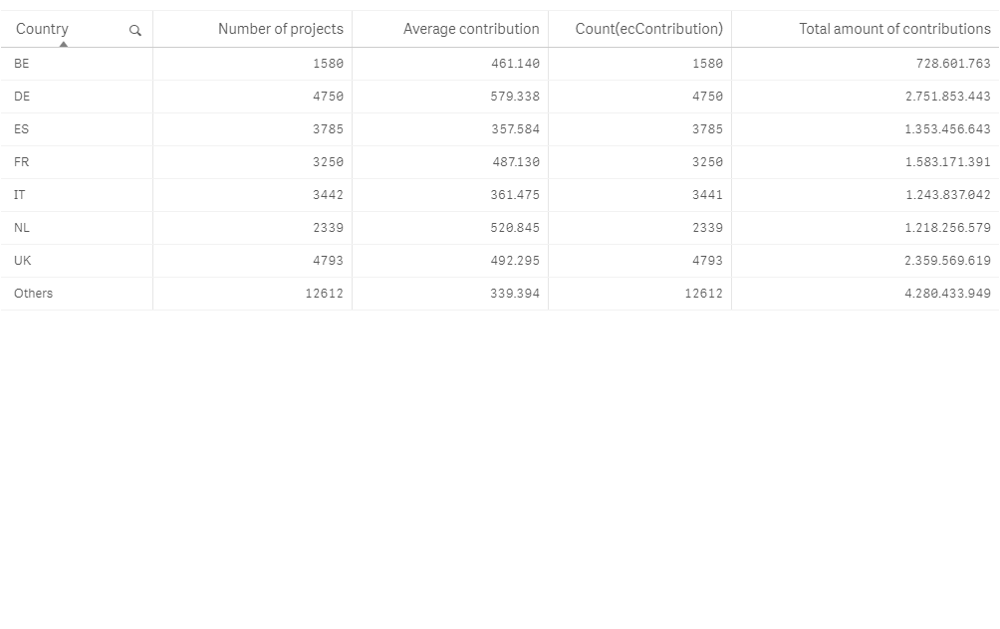 Country Number of projects Average contribution Count(ecContribution) Total amount of contributions
BE 1580 461.140 1580 728.601.763
DE 4750 579.338 4750 2.751.853.443
ES 3785 357.584 3785 1.353.456.643
FR 3250 487.130 3250 1.583.171.391
IT 3442 361.475 3441 1.243.837.042
NL 2339 520.845 2339 1.218.256.579
UK 4793 492.295 4793 2.359.569.619
Others 12612 339.394 12612 4.280.433.949